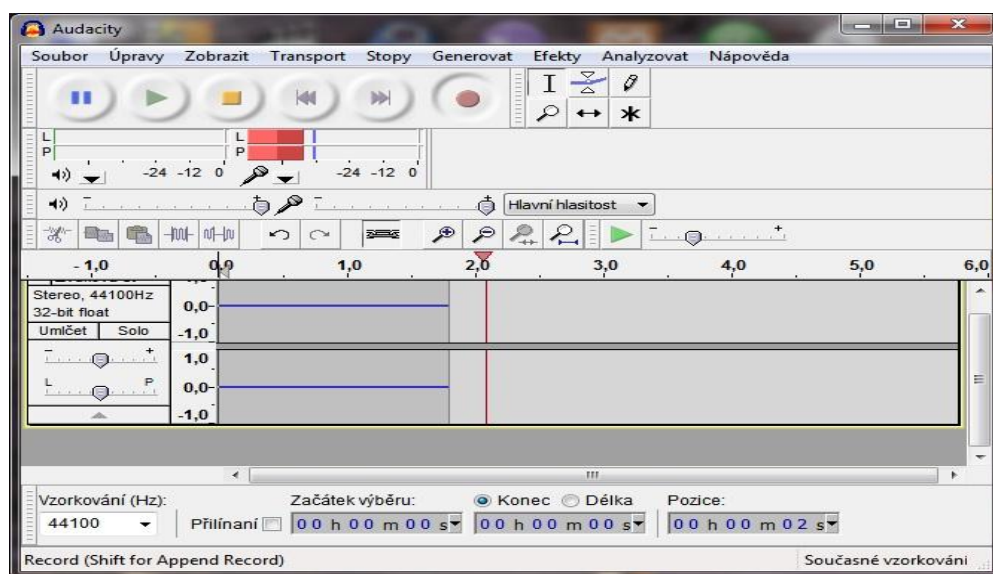 Audacity
Soubor Úpravy Zobrazit Transport Stopy Generovat Efekty Analyzovat Nápověda
L L
P P
-24 -12 0 -24 -12 0
Hlavní hlasitost
- 1,0 0,0 1,0 2,0 3,0 4,0 5,0 6,0
Stereo, 44100Hz
32-bit float
0,0
Umlčet Solo
-1,0
- +
1,0
L P
0,0
-1,0
Vzorkování (Hz): Začátek výběru: Konec Délka Pozice:
44100 Přilínaní 00 h 00 m 00 s 00 h 00 m 00 s 00 h 00 m 02 s
Record (Shift for Append Record) Současné vzorkování